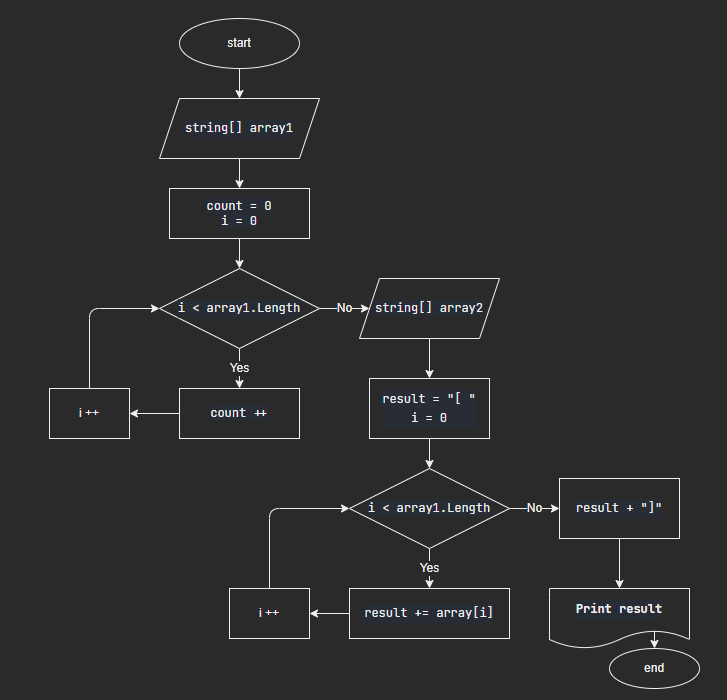 start
string[] array1
count = 0
i = 0
i < array1.Length
No
string[] array2
Yes
i ++
count ++
result = "[ "
i = 0
i < array1.Length
No
result + "]"
Yes
i ++
result += array[i]
Print result
end